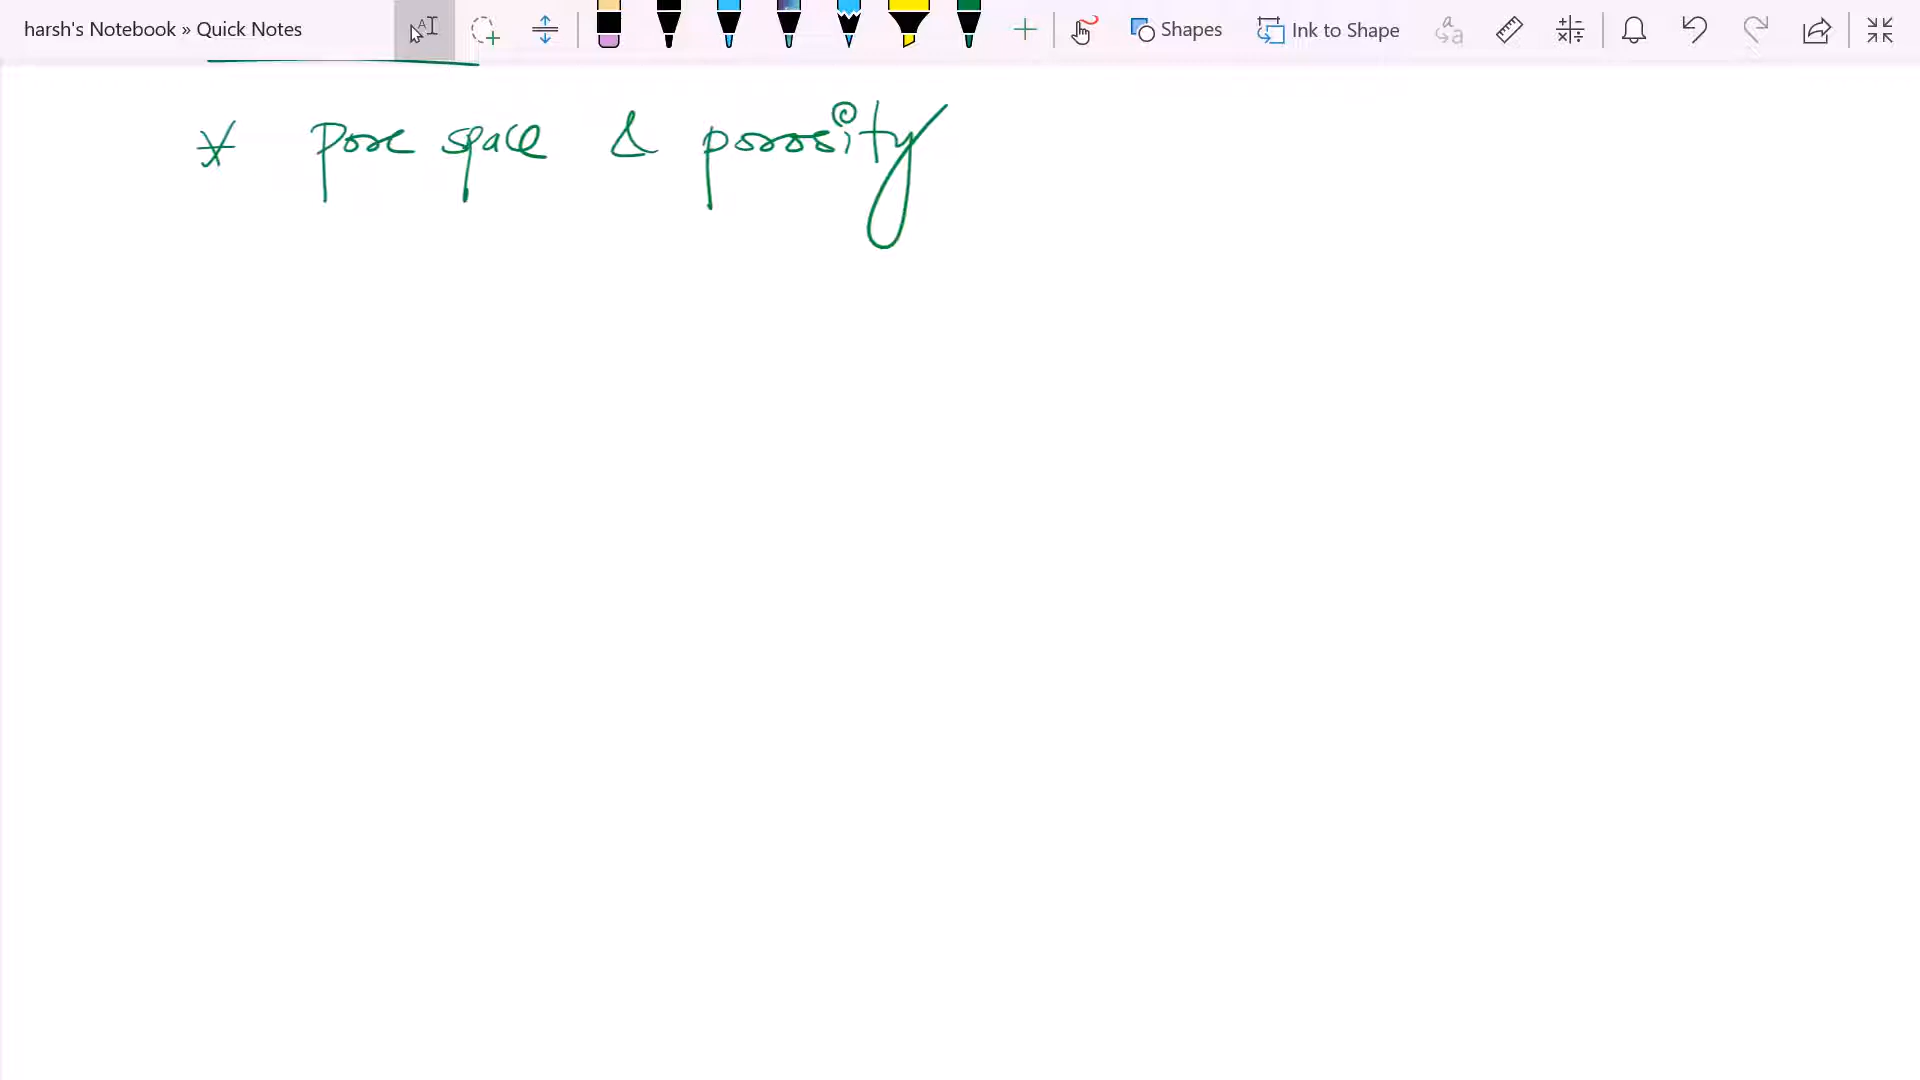 harsh's Notebook » Quick Notes Shapes Ink to Shape
* Pore space & porosity